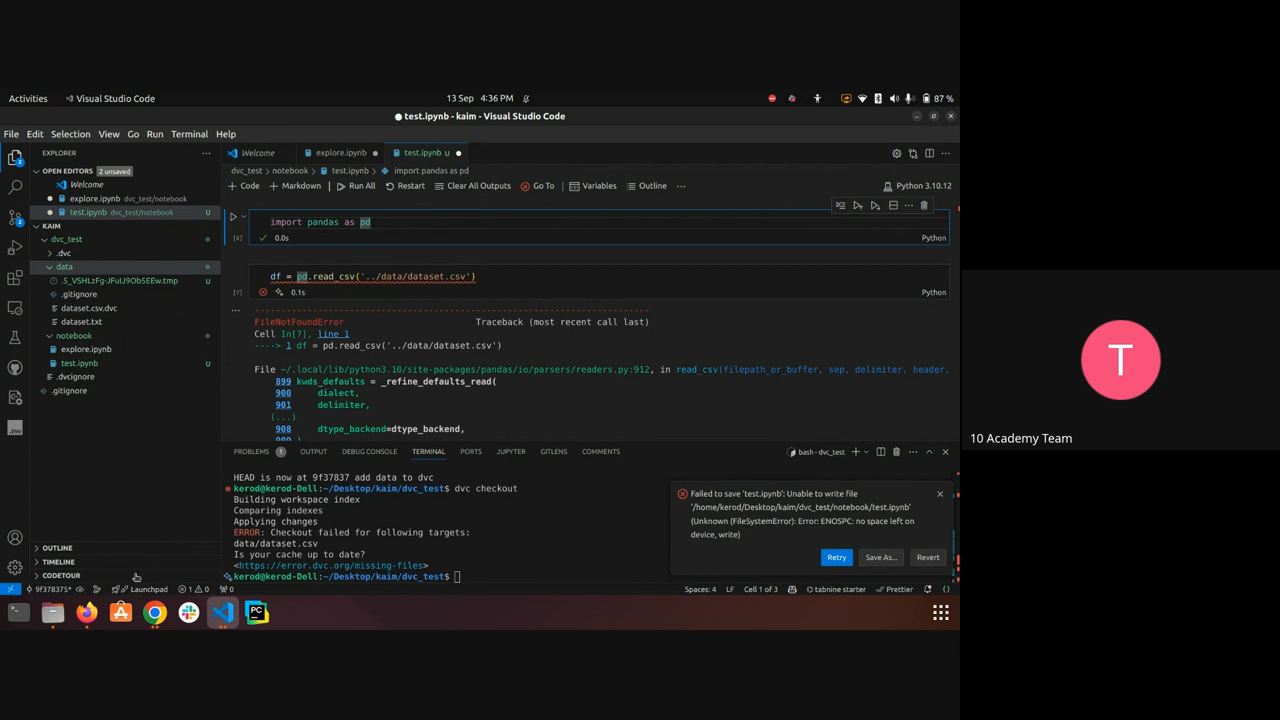 Activities
Visual Studio Code
13 Sep 4:36 PM
87 %
● test.ipynb - kaim - Visual Studio Code
File Edit Selection View Go Run Terminal Help
EXPLORER
Welcome
explore.ipynb
test.ipynb U
OPEN EDITORS 2 unsaved
Welcome
explore.ipynb dvc_test/notebook
test.ipynb dvc_test/notebook U
KAIM
dvc_test
.dvc
data
.5_VSHLzFg-JFuIJ9Ob5EEw.tmp U
.gitignore
dataset.csv.dvc
dataset.txt
notebook
explore.ipynb
test.ipynb U
.dvcignore
.gitignore
OUTLINE
TIMELINE
CODETOUR
dvc_test > notebook > test.ipynb > import pandas as pd
+ Code + Markdown Run All Restart Clear All Outputs Go To Variables Outline ...
Python 3.10.12
import pandas as pd
[6] 0.0s Python
df = pd.read_csv('../data/dataset.csv')
[7] 0.1s Python
FileNotFoundError Traceback (most recent call last)
Cell In[7], line 1
----> 1 df = pd.read_csv('../data/dataset.csv')
File ~/.local/lib/python3.10/site-packages/pandas/io/parsers/readers.py:912, in read_csv(filepath_or_buffer, sep, delimiter, header,
899 kwds_defaults = _refine_defaults_read(
900 dialect,
901 delimiter,
(...)
908 dtype_backend=dtype_backend,
909 )
PROBLEMS 1 OUTPUT DEBUG CONSOLE TERMINAL PORTS JUPYTER GITLENS COMMENTS
bash - dvc_test
HEAD is now at 9f37837 add data to dvc
kerod@kerod-Dell:~/Desktop/kaim/dvc_test$ dvc checkout
Building workspace index
Comparing indexes
Applying changes
ERROR: Checkout failed for following targets:
data/dataset.csv
Is your cache up to date?
<https://error.dvc.org/missing-files>
kerod@kerod-Dell:~/Desktop/kaim/dvc_test$
Failed to save 'test.ipynb': Unable to write file
'/home/kerod/Desktop/kaim/dvc_test/notebook/test.ipynb'
(Unknown (FileSystemError): Error: ENOSPC: no space left on
device, write)
Retry Save As... Revert
9f378375* Launchpad 1 0 0
Spaces: 4 LF Cell 1 of 3 tabnine starter Prettier
.ENV
PC
T
10 Academy Team